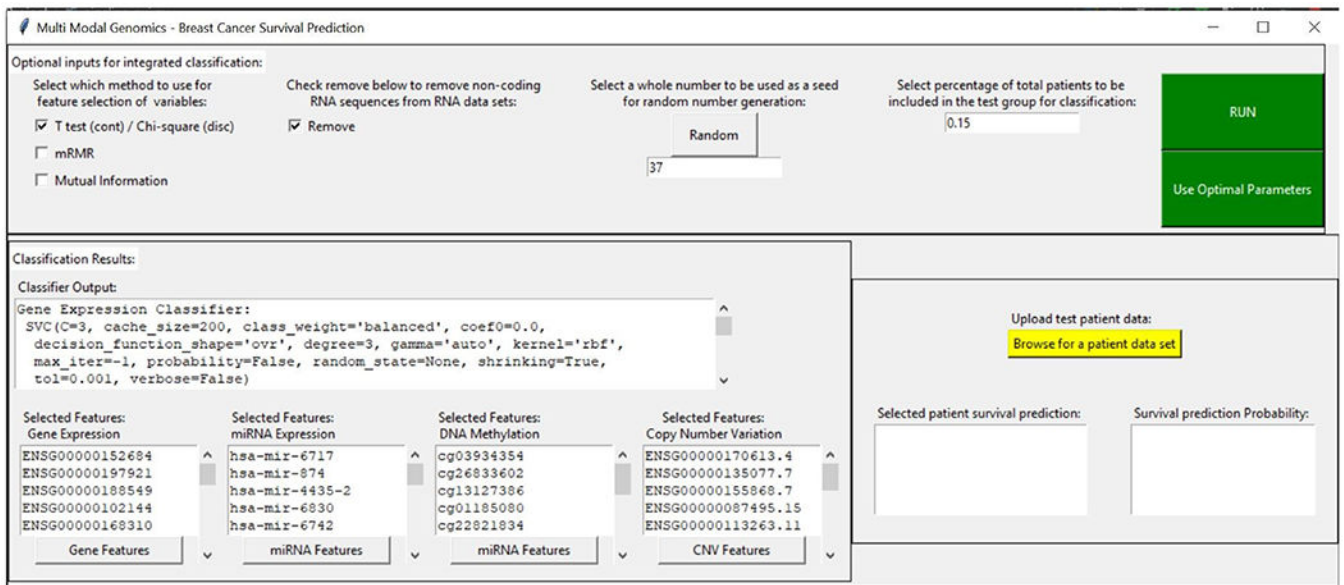 Multi Modal Genomics - Breast Cancer Survival Prediction
Optional inputs for integrated classification:
Select which method to use for
feature selection of variables:
T test (cont) / Chi-square (disc)
mRMR
Mutual Information
Check remove below to remove non-coding
RNA sequences from RNA data sets:
Remove
Select a whole number to be used as a seed
for random number generation:
Random
37
Select percentage of total patients to be
included in the test group for classification:
0.15
RUN
Use Optimal Parameters
Classification Results:
Classifier Output:
Gene Expression Classifier:
SVC(C=3, cache_size=200, class_weight='balanced', coef0=0.0,
decision_function_shape='ovr', degree=3, gamma='auto', kernel='rbf',
max_iter=-1, probability=False, random_state=None, shrinking=True,
tol=0.001, verbose=False)
Selected Features:
Gene Expression
ENSG00000152684
ENSG00000197921
ENSG00000188549
ENSG00000102144
ENSG00000168310
Gene Features
Selected Features:
miRNA Expression
hsa-mir-6717
hsa-mir-874
hsa-mir-4435-2
hsa-mir-6830
hsa-mir-6742
miRNA Features
Selected Features:
DNA Methylation
cg03934354
cg26833602
cg13127386
cg01185080
cg22821834
miRNA Features
Selected Features:
Copy Number Variation
ENSG00000170613.4
ENSG00000135077.7
ENSG00000155868.7
ENSG00000087495.15
ENSG00000113263.11
CNV Features
Upload test patient data:
Browse for a patient data set
Selected patient survival prediction:
Survival prediction Probability: